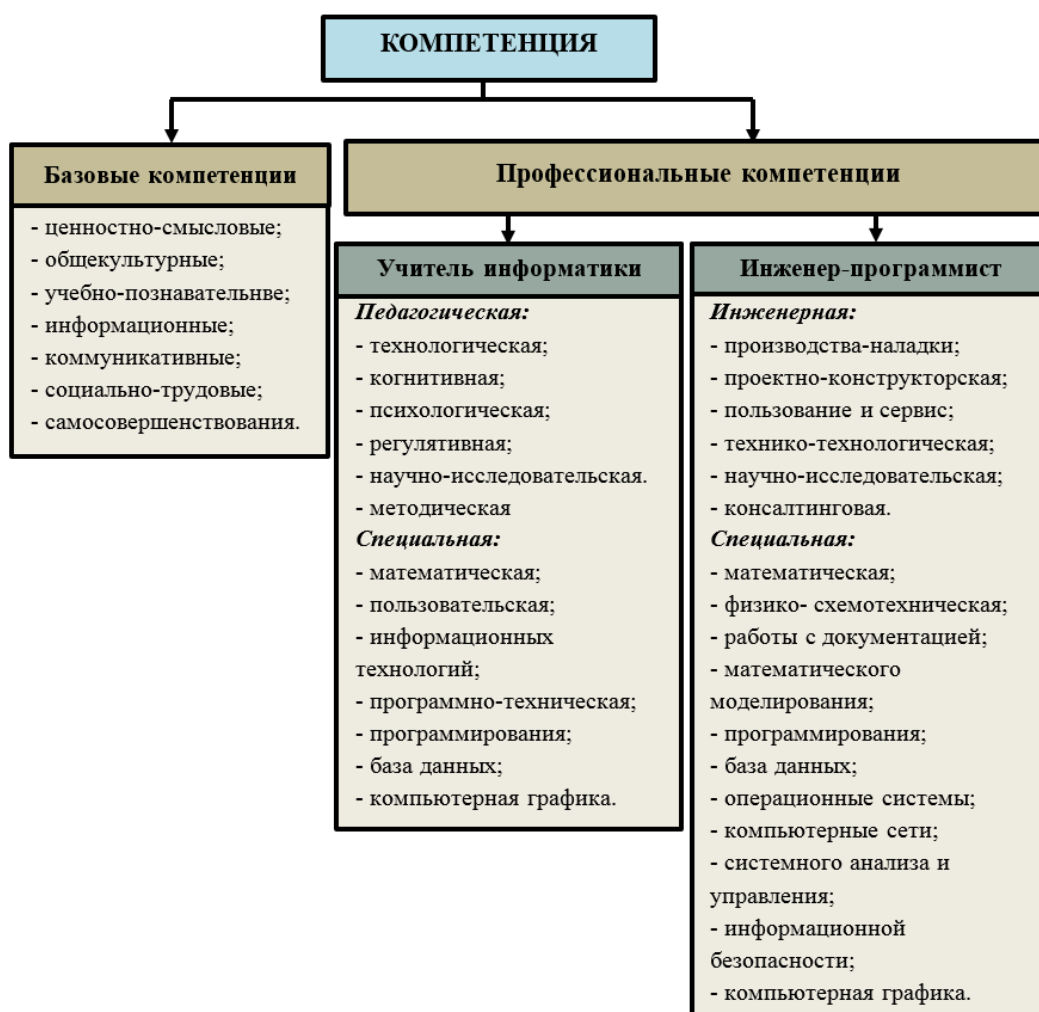 КОМПЕТЕНЦИЯ
Базовые компетенции
- ценностно-смысловые;
- общекультурные;
- учебно-познавательнве;
- информационные;
- коммуникативные;
- социально-трудовые;
- самосовершенствования.
Профессиональные компетенции
Учитель информатики
Педагогическая:
- технологическая;
- когнитивная;
- психологическая;
- регулятивная;
- научно-исследовательская.
- методическая
Специальная:
- математическая;
- пользовательская;
- информационных
технологий;
- программно-техническая;
- программирования;
- база данных;
- компьютерная графика.
Инженер-программист
Инженерная:
- производства-наладки;
- проектно-конструкторская;
- пользование и сервис;
- технико-технологическая;
- научно-исследовательская;
- консалтинговая.
Специальная:
- математическая;
- физико- схемотехническая;
- работы с документацией;
- математического
моделирования;
- программирования;
- база данных;
- операционные системы;
- компьютерные сети;
- системного анализа и
управления;
- информационной
безопасности;
- компьютерная графика.